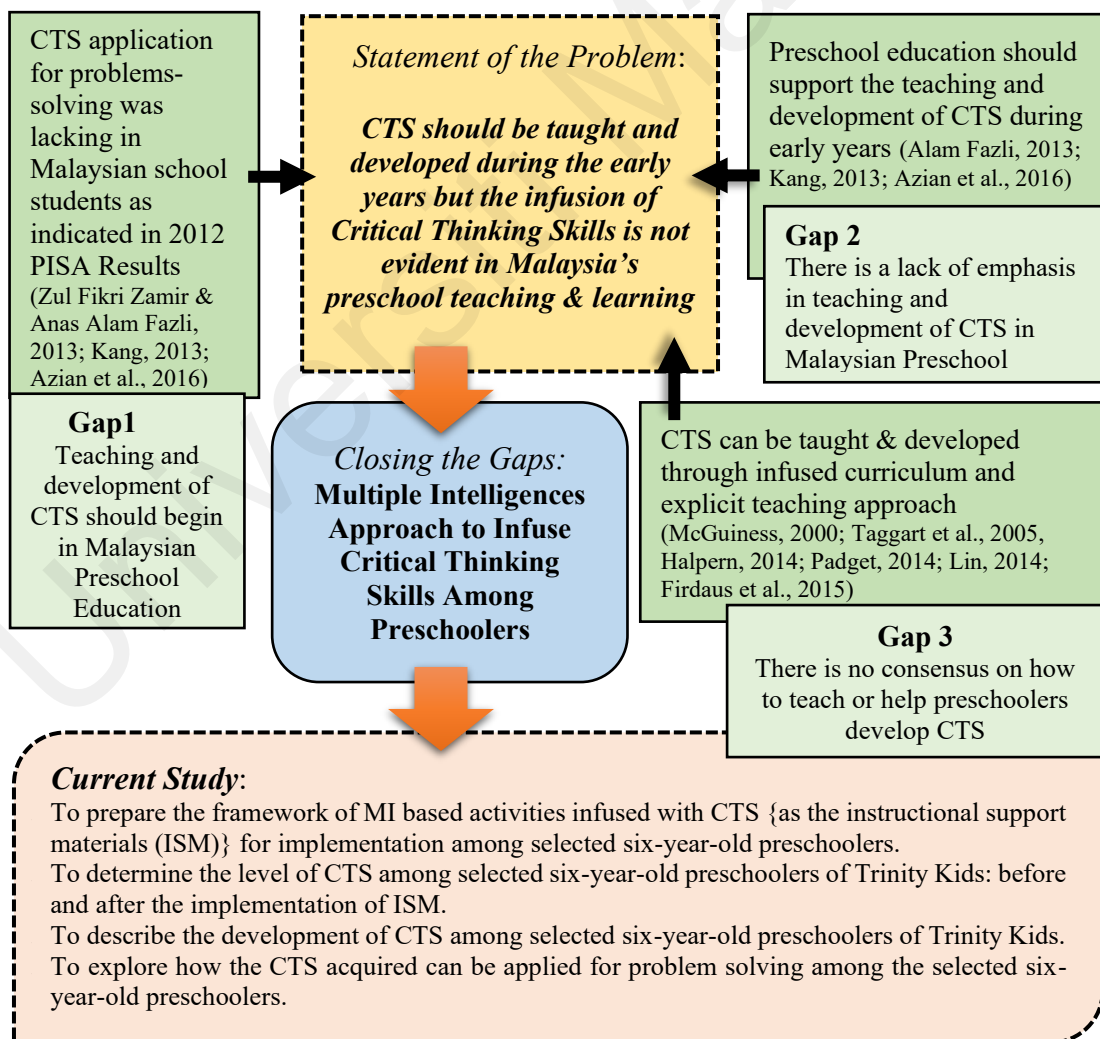 CTS application
for problems-
solving was
lacking in
Malaysian school
students as
indicated in 2012
PISA Results
(Zul Fikri Zamir &
Anas Alam Fazli,
2013; Kang, 2013;
Azian et al., 2016)
Gap1
Teaching and
development of
CTS should begin
in Malaysian
Preschool
Education
Statement of the Problem:
CTS should be taught and
developed during the early
years but the infusion of
Critical Thinking Skills is not
evident in Malaysia's
preschool teaching & learning
Preschool education should
support the teaching and
development of CTS during
early years (Alam Fazli, 2013;
Kang, 2013; Azian et al., 2016)
Gap 2
There is a lack of emphasis
in teaching and
development of CTS in
Malaysian Preschool
Closing the Gaps:
Multiple Intelligences
Approach to Infuse
Critical Thinking
Skills Among
Preschoolers
CTS can be taught & developed
through infused curriculum and
explicit teaching approach
(McGuiness, 2000; Taggart et al., 2005,
Halpern, 2014; Padget, 2014; Lin, 2014;
Firdaus et al., 2015)
Gap 3
There is no consensus on how
to teach or help preschoolers
develop CTS
Current Study:
To prepare the framework of MI based activities infused with CTS {as the instructional support
materials (ISM)} for implementation among selected six-year-old preschoolers.
To determine the level of CTS among selected six-year-old preschoolers of Trinity Kids: before
and after the implementation of ISM.
To describe the development of CTS among selected six-year-old preschoolers of Trinity Kids.
To explore how the CTS acquired can be applied for problem solving among the selected six-
year-old preschoolers.